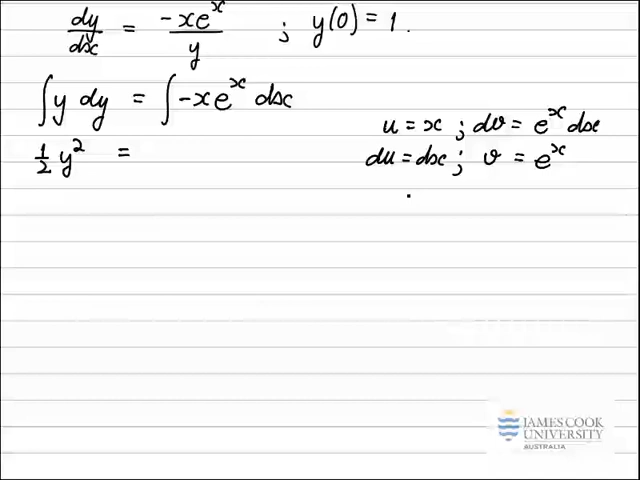 dy/dx = -xe^x/y ; y(0) = 1.
∫y dy = ∫-xe^x dx
u = x ; dv = e^x dx
1/2 y^2 =
du = dx ; v = e^x
JAMES COOK
UNIVERSITY
AUSTRALIA